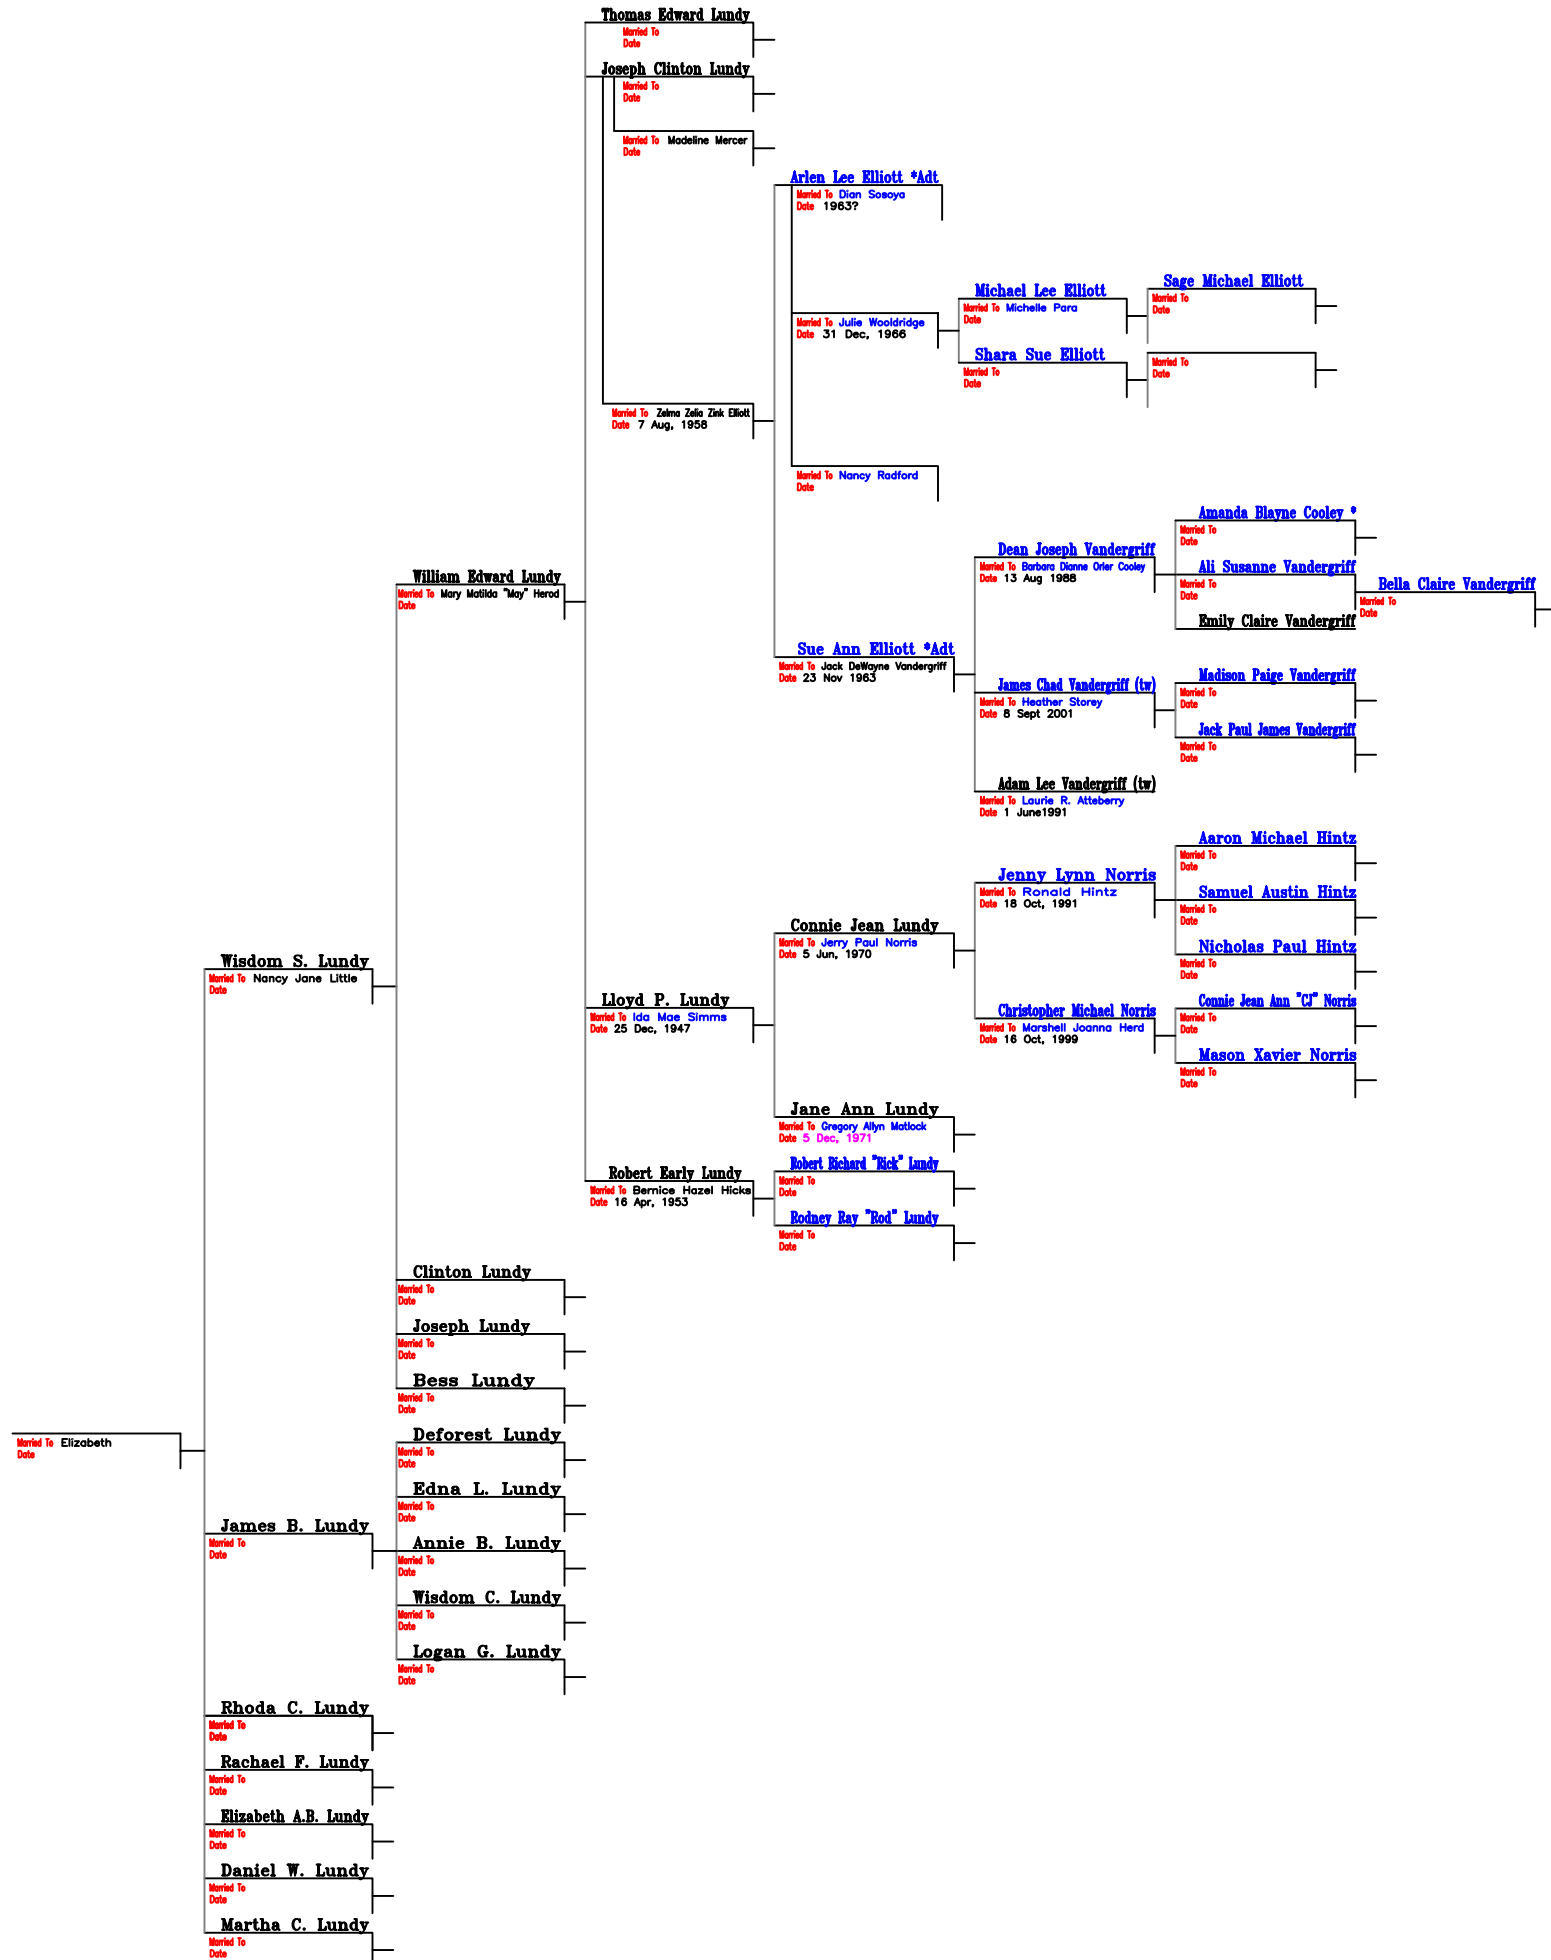 Thomas Edward Lundy
Married To
Date
Joseph Clinton Lundy
Married To
Date
Married To Madeline Mercer
Date
Arlen Lee Elliott *Adt
Married To Dian Sosoya
Date 1963?
Michael Lee Elliott
Married To Michelle Para
Date
Sage Michael Elliott
Married To
Date
Married To Julie Wooldridge
Date 31 Dec, 1966
Shara Sue Elliott
Married To
Date
Married To
Date
Married To Zelma Zelia Zink Elliott
Date 7 Aug, 1958
Married To Nancy Radford
Date
Amanda Blayne Cooley *
Married To
Date
Dean Joseph Vandergriff
Married To Barbara Dianne Orler Cooley
Date 13 Aug 1988
Ali Susanne Vandergriff
Married To
Date
Bella Claire Vandergriff
Married To
Date
Emily Claire Vandergriff
William Edward Lundy
Married To Mary Matilda "May" Herod
Date
Sue Ann Elliott *Adt
Married To Jack DeWayne Vandergriff
Date 23 Nov 1963
James Chad Vandergriff (tw)
Married To Heather Storey
Date 8 Sept 2001
Madison Paige Vandergriff
Married To
Date
Jack Paul James Vandergriff
Married To
Date
Adam Lee Vandergriff (tw)
Married To Laurie R. Atteberry
Date 1 June1991
Aaron Michael Hintz
Married To
Date
Jenny Lynn Norris
Married To Ronald Hintz
Date 18 Oct, 1991
Samuel Austin Hintz
Married To
Date
Connie Jean Lundy
Married To Jerry Paul Norris
Date 5 Jun, 1970
Nicholas Paul Hintz
Married To
Date
Wisdom S. Lundy
Married To Nancy Jane Little
Date
Lloyd P. Lundy
Married To Ida Mae Simms
Date 25 Dec, 1947
Christopher Michael Norris
Married To Marshell Joanna Herd
Date 16 Oct, 1999
Connie Jean Ann "CJ" Norris
Married To
Date
Mason Xavier Norris
Married To
Date
Jane Ann Lundy
Married To Gregory Allyn Matlock
Date 5 Dec, 1971
Robert Early Lundy
Married To Bernice Hazel Hicks
Date 16 Apr, 1953
Robert Richard "Rick" Lundy
Married To
Date
Rodney Ray "Rod" Lundy
Married To
Date
Clinton Lundy
Married To
Date
Joseph Lundy
Married To
Date
Bess Lundy
Married To
Date
Married To Elizabeth
Date
Deforest Lundy
Married To
Date
Edna L. Lundy
Married To
Date
James B. Lundy
Married To
Date
Annie B. Lundy
Married To
Date
Wisdom C. Lundy
Married To
Date
Logan G. Lundy
Married To
Date
Rhoda C. Lundy
Married To
Date
Rachael F. Lundy
Married To
Date
Elizabeth A.B. Lundy
Married To
Date
Daniel W. Lundy
Married To
Date
Martha C. Lundy
Married To
Date